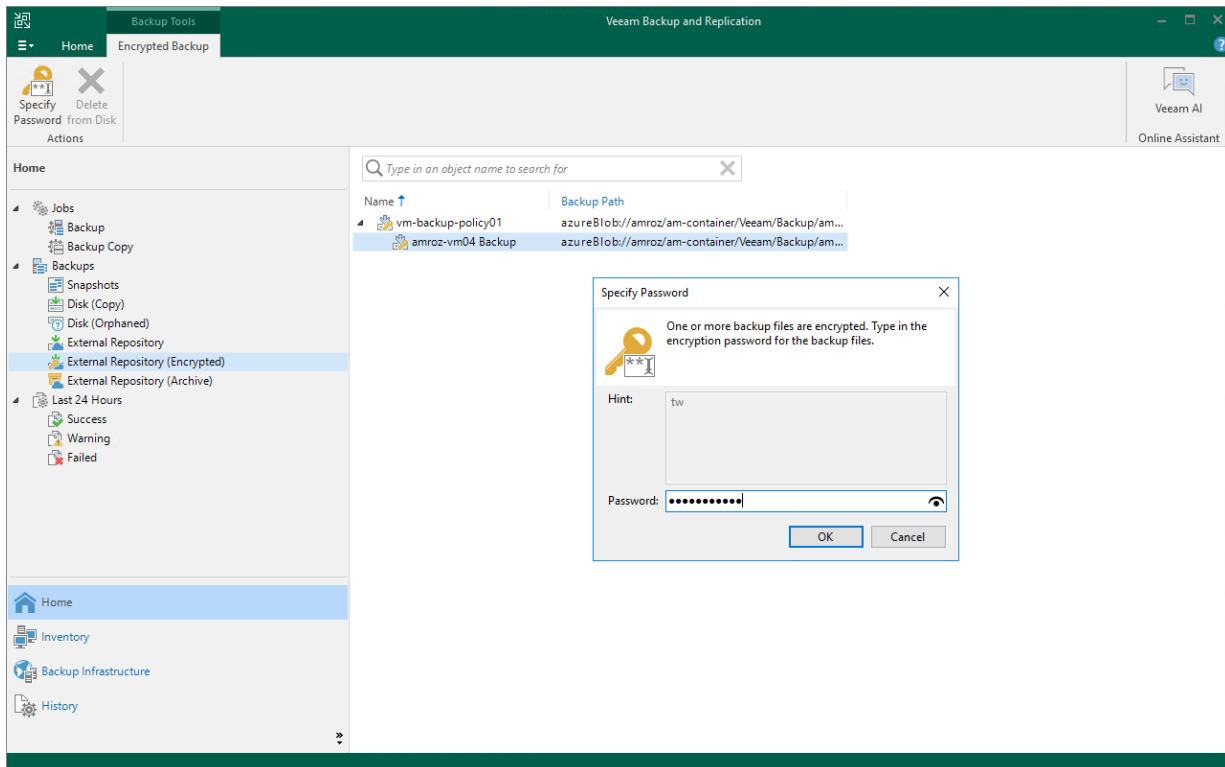 Backup Tools
Veeam Backup and Replication
Home
Encrypted Backup
Specify
Password
Delete
from Disk
Actions
Veeam AI
Online Assistant
Home
Type in an object name to search for
Jobs
Backup
Backup Copy
Backups
Snapshots
Disk (Copy)
Disk (Orphaned)
External Repository
External Repository (Encrypted)
External Repository (Archive)
Last 24 Hours
Success
Warning
Failed
Name Backup Path
vm-backup-policy01 azureBlob://amroz/am-container/Veeam/Backup/am...
amroz-vm04 Backup azureBlob://amroz/am-container/Veeam/Backup/am...
Specify Password
One or more backup files are encrypted. Type in the
encryption password for the backup files.
Hint: tw
Password: •••••••••••
OK Cancel
Home
Inventory
Backup Infrastructure
History